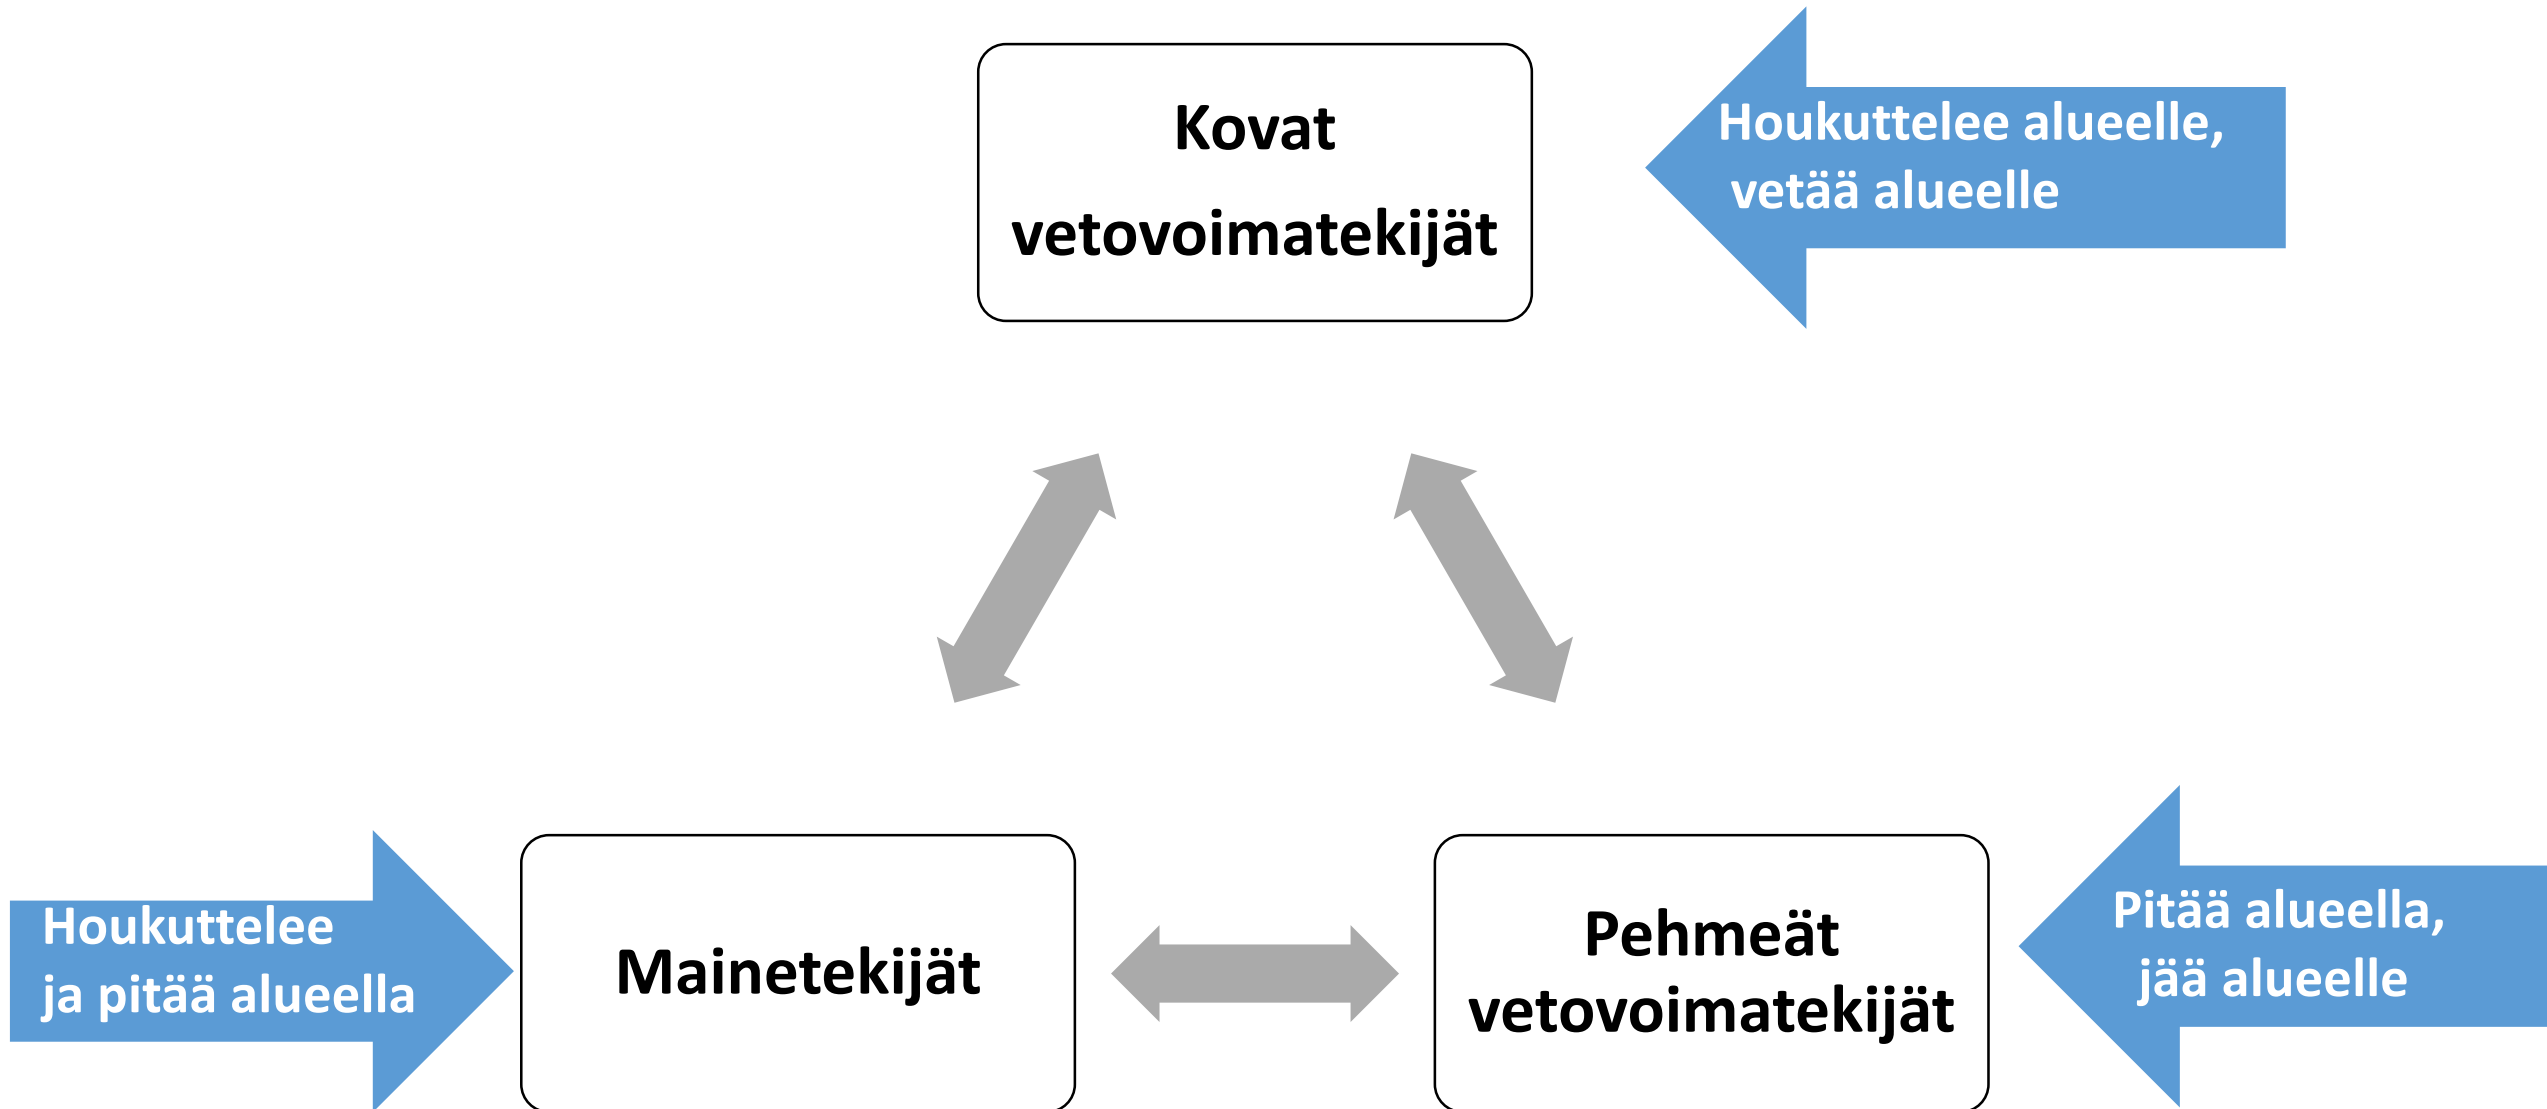 Kovat
vetovoimatekijät
Houkuttelee alueelle,
vetää alueelle
Houkuttelee
ja pitää alueella
Mainetekijät
Pehmeät
vetovoimatekijät
Pitää alueella,
jää alueelle